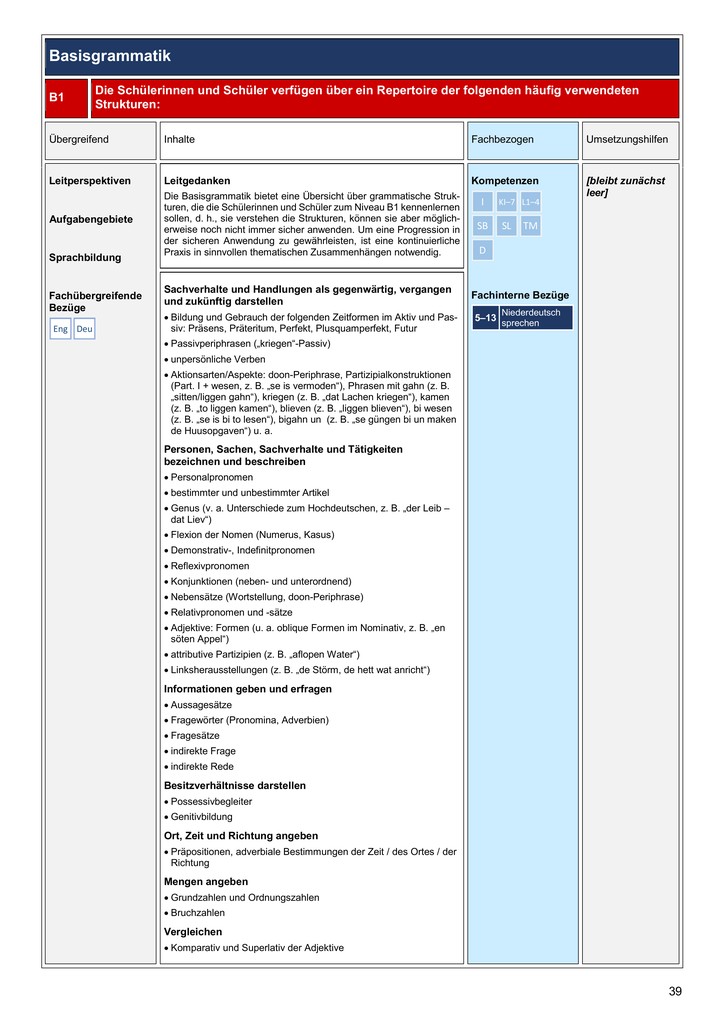 Basisgrammatik
B1
Die Schülerinnen und Schüler verfügen über ein Repertoire der folgenden häufig verwendeten
Strukturen:
Übergreifend
Inhalte
Fachbezogen
Umsetzungshilfen
Leitperspektiven
Aufgabengebiete
Sprachbildung
Fachübergreifende
Bezüge
Eng Deu
Leitgedanken
Die Basisgrammatik bietet eine Übersicht über grammatische Struk-
turen, die die Schülerinnen und Schüler zum Niveau B1 kennenlernen
sollen, d. h., sie verstehen die Strukturen, können sie aber möglich-
erweise noch nicht immer sicher anwenden. Um eine Progression in
der sicheren Anwendung zu gewährleisten, ist eine kontinuierliche
Praxis in sinnvollen thematischen Zusammenhängen notwendig.
Sachverhalte und Handlungen als gegenwärtig, vergangen
und zukünftig darstellen
• Bildung und Gebrauch der folgenden Zeitformen im Aktiv und Pas-
siv: Präsens, Präteritum, Perfekt, Plusquamperfekt, Futur
• Passivperiphrasen („kriegen“-Passiv)
• unpersönliche Verben
• Aktionsarten/Aspekte: doon-Periphrase, Partizipialkonstruktionen
(Part. I + wesen, z. B. „se is vermoden“), Phrasen mit gahn (z. B.
„sitten/liggen gahn“), kriegen (z. B. „dat Lachen kriegen“), kamen
(z. B. „to liggen kamen“), blieven (z. B. „liggen blieven“), bi wesen
(z. B. „se is bi to lesen“), bigahn un (z. B. „se güngen bi un maken
de Huusopgaven“) u. a.
Personen, Sachen, Sachverhalte und Tätigkeiten
bezeichnen und beschreiben
• Personalpronomen
• bestimmter und unbestimmter Artikel
• Genus (v. a. Unterschiede zum Hochdeutschen, z. B. „der Leib –
dat Liev“)
• Flexion der Nomen (Numerus, Kasus)
• Demonstrativ-, Indefinitpronomen
• Reflexivpronomen
• Konjunktionen (neben- und unterordnend)
• Nebensätze (Wortstellung, doon-Periphrase)
• Relativpronomen und -sätze
• Adjektive: Formen (u. a. oblique Formen im Nominativ, z. B. „en
söten Appel“)
• attributive Partizipien (z. B. „aflopen Water“)
• Linksherausstellungen (z. B. „de Störm, de hett wat anricht“)
Informationen geben und erfragen
• Aussagesätze
• Fragewörter (Pronomina, Adverbien)
• Fragesätze
• indirekte Frage
• indirekte Rede
Besitzverhältnisse darstellen
• Possessivbegleiter
• Genitivbildung
Ort, Zeit und Richtung angeben
• Präpositionen, adverbiale Bestimmungen der Zeit / des Ortes / der
Richtung
Mengen angeben
• Grundzahlen und Ordnungszahlen
• Bruchzahlen
Vergleichen
• Komparativ und Superlativ der Adjektive
Kompetenzen
I KI–7 L1–4
SB SL TM
D
Fachinterne Bezüge
5–13 Niederdeutsch
sprechen
[bleibt zunächst
leer]
39